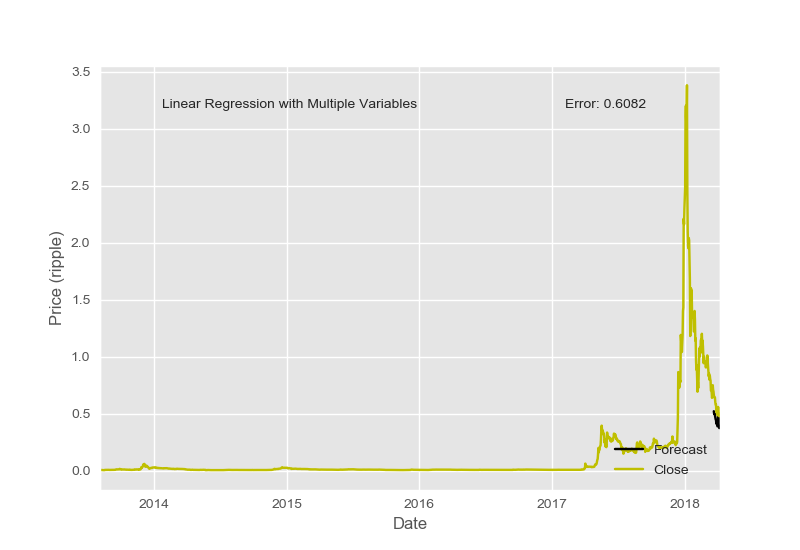 3.5
Linear Regression with Multiple Variables
Error: 0.6082
3.0
2.5
2.0
1.5
1.0
0.5
0.0
Price (ripple)
Forecast
Close
2014
2015
2016
2017
2018
Date